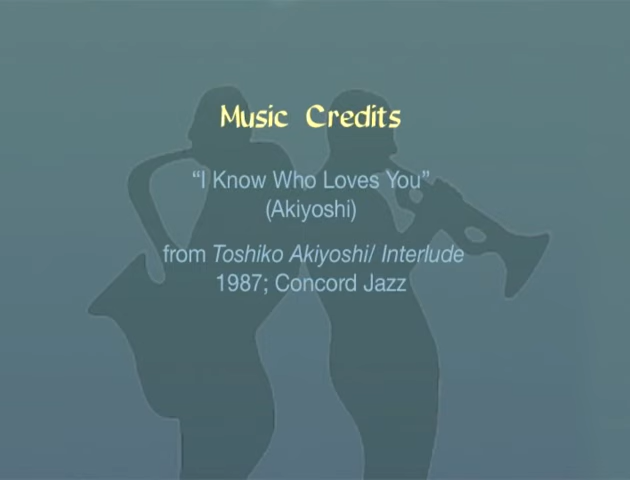 Music Credits
“I Know Who Loves You”
(Akiyoshi)
from Toshiko Akiyoshi/ Interlude
1987; Concord Jazz